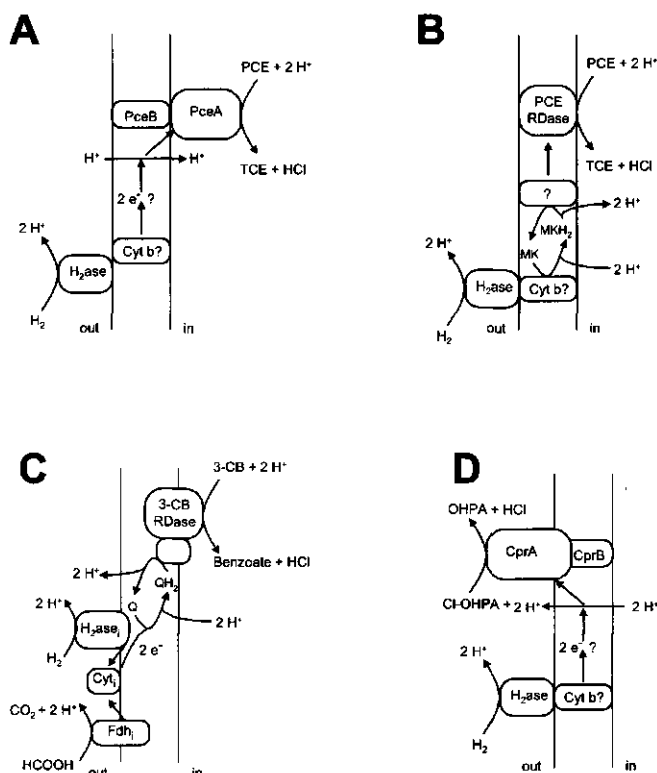 A
PCE + 2 H⁺
PceB
PceA
H⁺
H⁺
TCE + HCl
2 e⁻ ?
2 H⁺
Cyt b?
H₂ase
H₂
out
in
B
PCE + 2 H⁺
PCE
RDase
TCE + HCl
?
2 H⁺
MKH₂
2 H⁺
MK
2 H⁺
H₂ase
Cyt b?
H₂
out
in
C
3-CB + 2 H⁺
3-CB
RDase
Benzoate + HCl
2 H⁺
QH₂
2 H⁺
Q
H₂aseᵢ
2 H⁺
H₂
2 e⁻
Cytᵢ
CO₂ + 2 H⁺
Fdhᵢ
HCOOH
out
in
D
OHPA + HCl
CprA
CprB
Cl-OHPA + 2 H⁺
2 H⁺
2 e⁻ ?
2 H⁺
H₂ase
Cyt b?
H₂
out
in